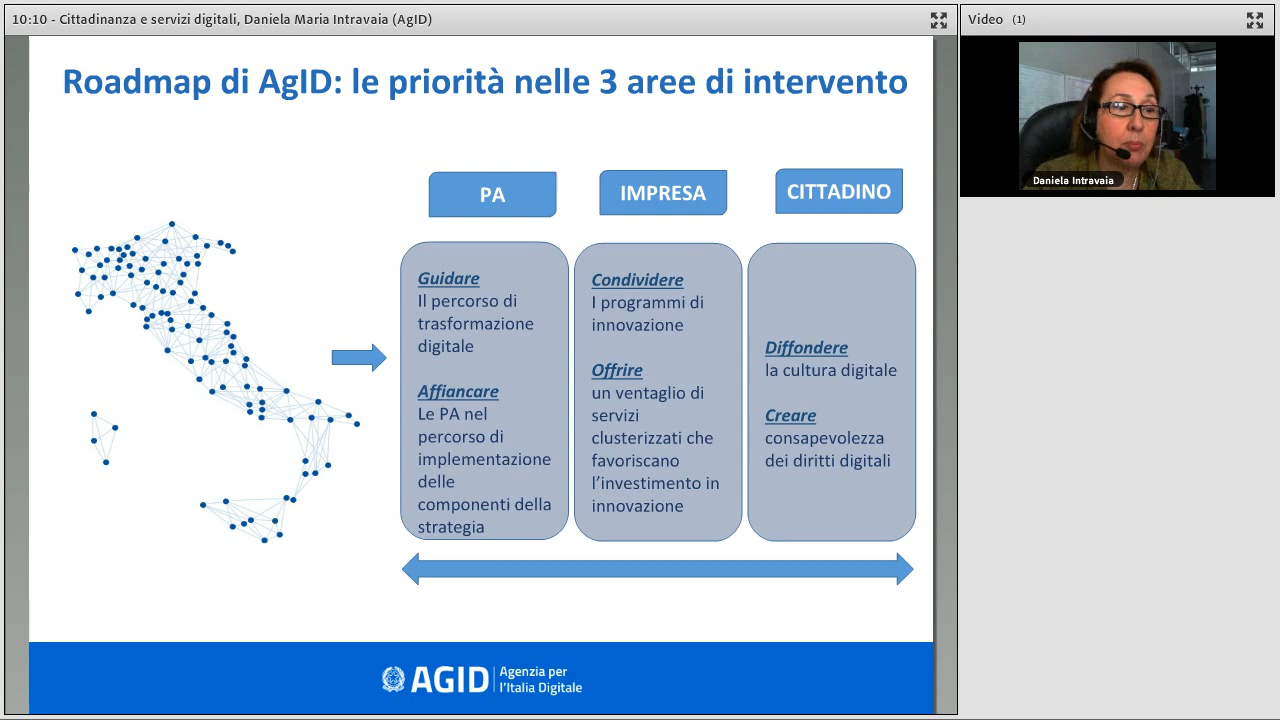 10:10 - Cittadinanza e servizi digitali, Daniela Maria Intravaia (AgID)
Video (1)
Roadmap di AgID: le priorità nelle 3 aree di intervento
Daniela Intravaia
PA
IMPRESA
CITTADINO
Guidare
Il percorso di
trasformazione
digitale
Affiancare
Le PA nel
percorso di
implementazione
delle
componenti della
strategia
Condividere
I programmi di
innovazione
Offrire
un ventaglio di
servizi
clusterizzati che
favoriscano
l’investimento in
innovazione
Diffondere
la cultura digitale
Creare
consapevolezza
dei diritti digitali
AGID
Agenzia per
l'Italia Digitale